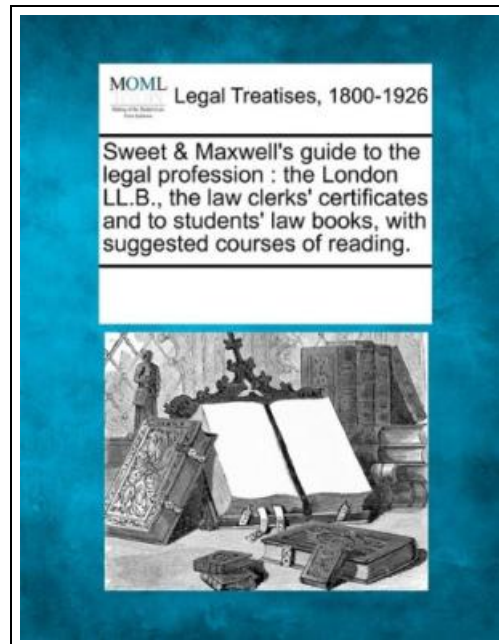 MOML
Legal Treatises, 1800-1926
Sweet & Maxwell's guide to the
legal profession : the London
LL.B., the law clerks' certificates
and to students' law books, with
suggested courses of reading.